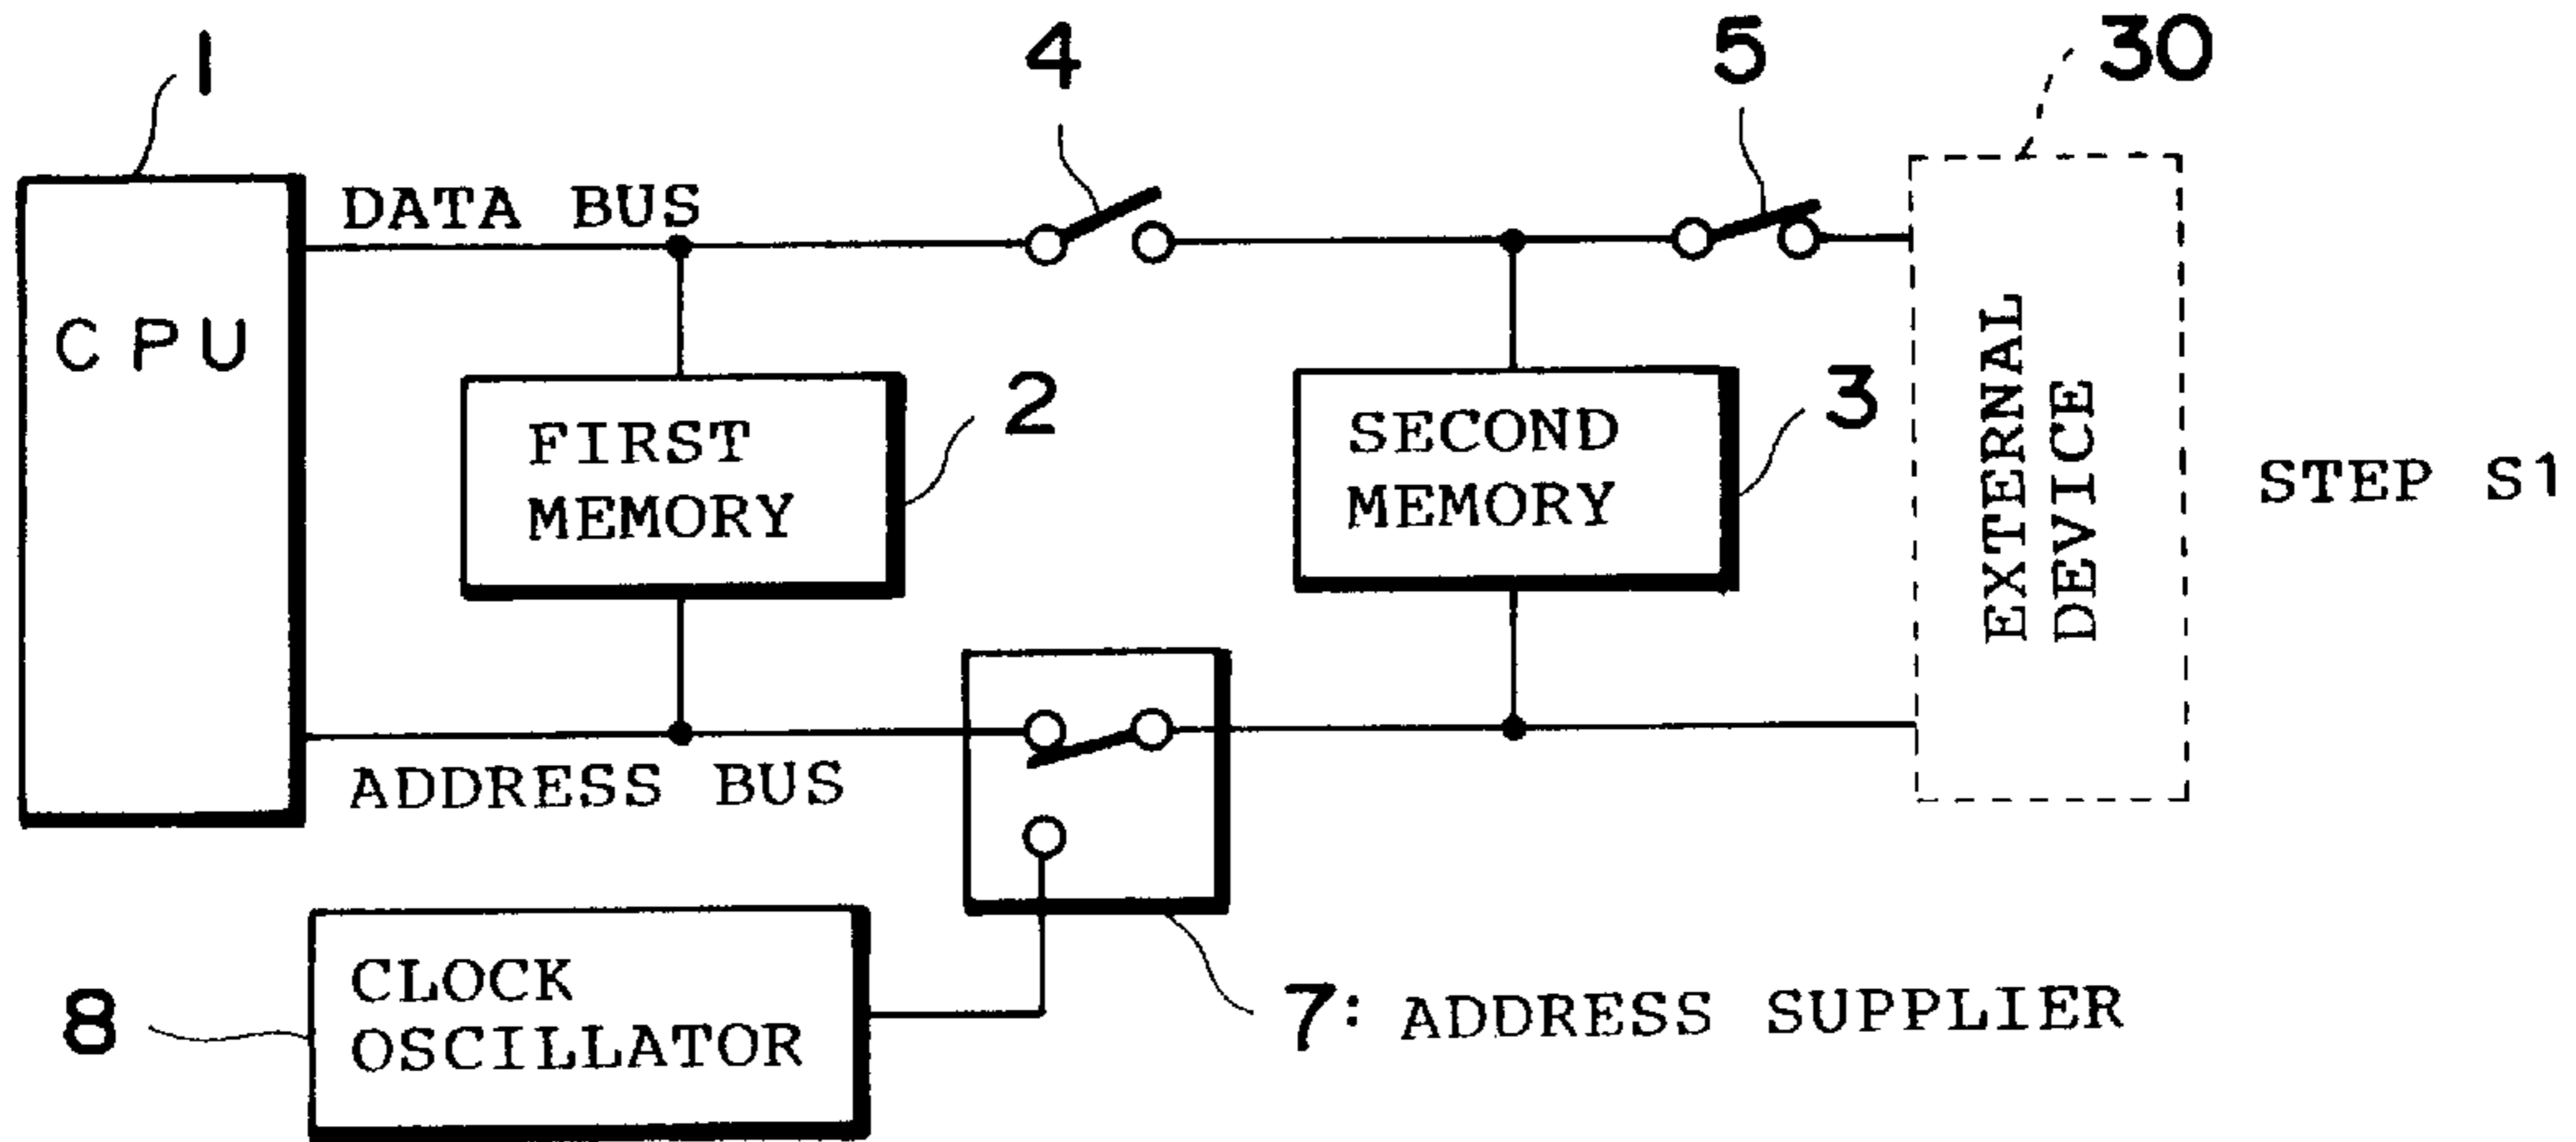 1
4
5
30
DATA BUS
CPU
FIRST
MEMORY
2
SECOND
MEMORY
3
EXTERNAL
DEVICE
STEP S1
ADDRESS BUS
CLOCK
OSCILLATOR
8
7: ADDRESS SUPPLIER